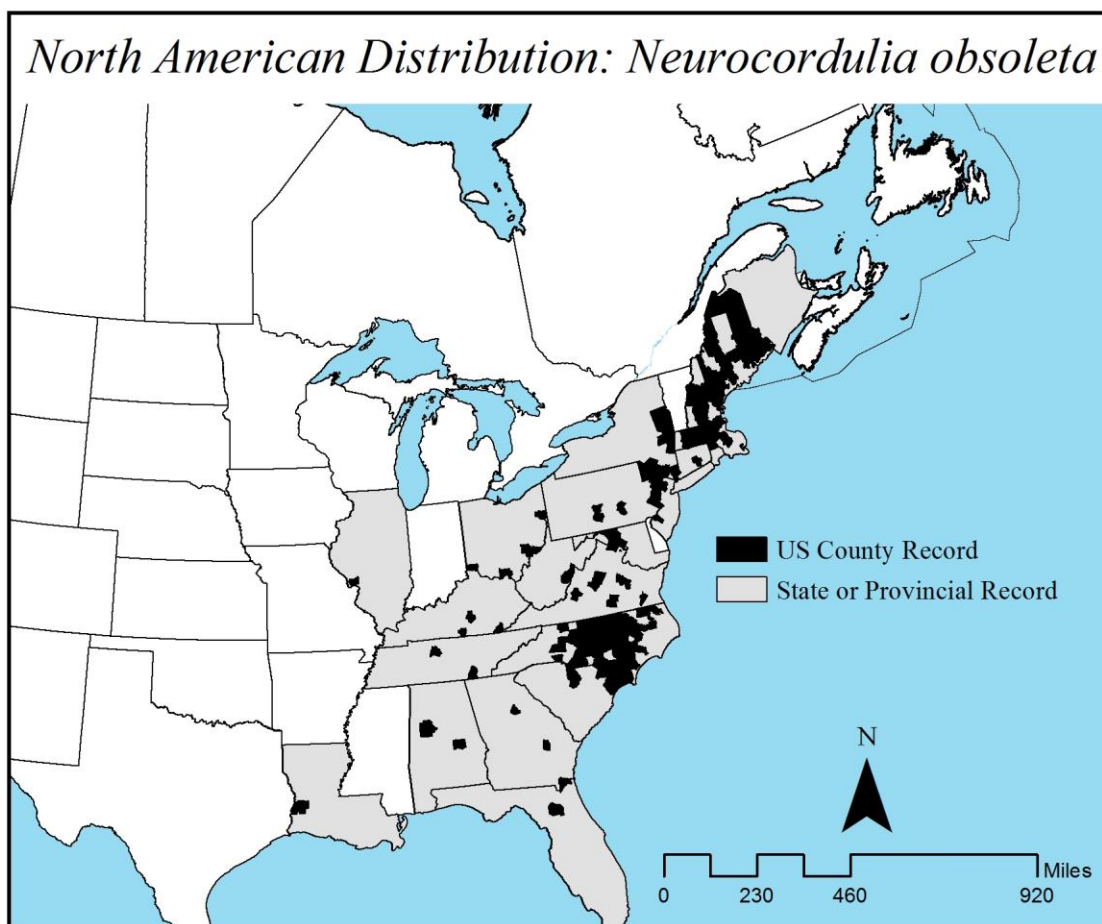 North American Distribution: Neurocordulia obsoleta
US County Record
State or Provincial Record
N
Miles
0 230 460 920